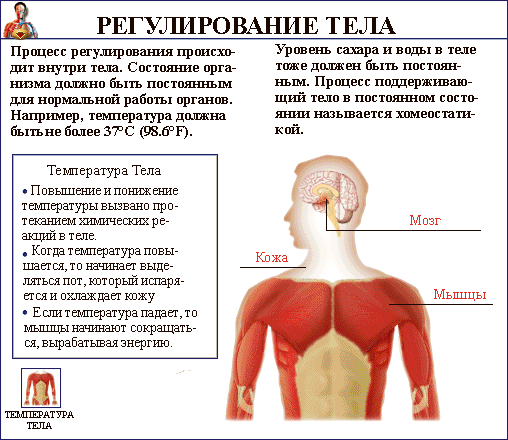 РЕГУЛИРОВАНИЕ ТЕЛА
Процесс регулирования происхо-
дит внутри тела. Состояние орга-
низма должно быть постоянным
для нормальной работы органов.
Например, температура должна
бытьне более 37°C (98.6°F).
Уровень сахара и воды в теле
тоже должен быть постоян-
ным. Процесс поддерживаю-
щий тело в постоянном состо-
янии называется хомеостати-
кой.
Температура Тела
• Повышение и понижение
температуры вызвано про-
теканием химических ре-
акций в теле.
• Когда температура повы-
шается, то начинает выде-
ляться пот, который испаря-
ется и охлаждает кожу
• Если температура падает, то
мышцы начинают сокращать-
ся, вырабатывая энергию.
Мозг
Кожа
Мышцы
ТЕМПЕРАТУРА
ТЕЛА